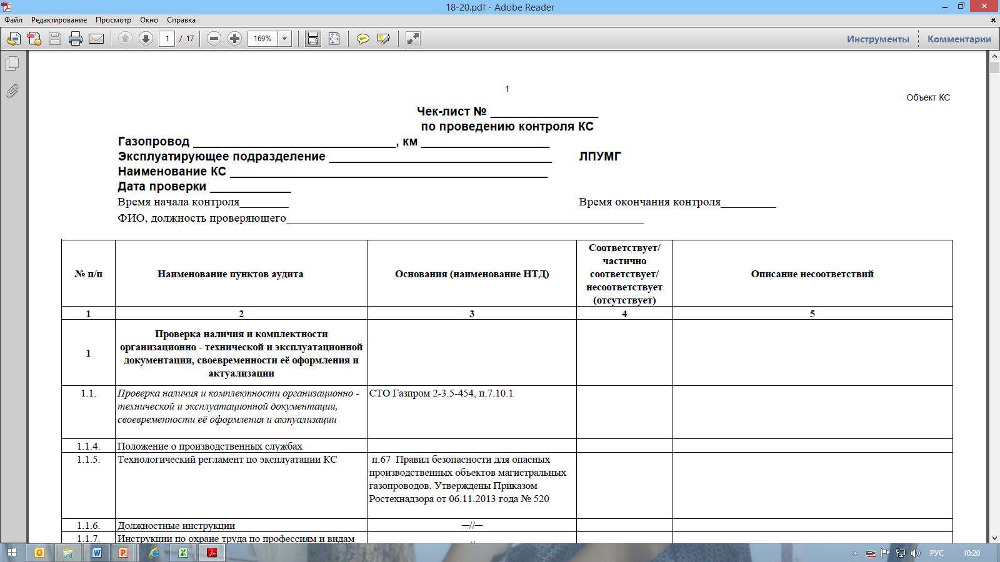 18-20.pdf - Adobe Reader
Файл Редактирование Просмотр Окно Справка
1 / 17 169% Инструменты Комментарии
1
Объект КС
Чек-лист № ________________
по проведению контроля КС
Газопровод ______________________________, км ___________________
Эксплуатирующее подразделение _________________________________ ЛПУМГ
Наименование КС _______________________________________________
Дата проверки ____________
Время начала контроля_________ Время окончания контроля__________
ФИО, должность проверяющего_______________________________________________________________
№ п/п
Наименование пунктов аудита
Основания (наименование НТД)
Соответствует/
частично
соответствует/
несоответствует
(отсутствует)
Описание несоответствий
1 2 3 4 5
1
Проверка наличия и комплектности
организационно - технической и эксплуатационной
документации, своевременности её оформления и
актуализации
1.1. Проверка наличия и комплектности организационно -
технической и эксплуатационной документации,
своевременности её оформления и актуализации
СТО Газпром 2-3.5-454, п.7.10.1
1.1.4. Положение о производственных службах
1.1.5. Технологический регламент по эксплуатации КС
п.67 Правил безопасности для опасных
производственных объектов магистральных
газопроводов. Утверждены Приказом
Ростехнадзора от 06.11.2013 года № 520
1.1.6. Должностные инструкции —//—
1.1.7. Инструкции по охране труда по профессиям и видам
РУС 10:20